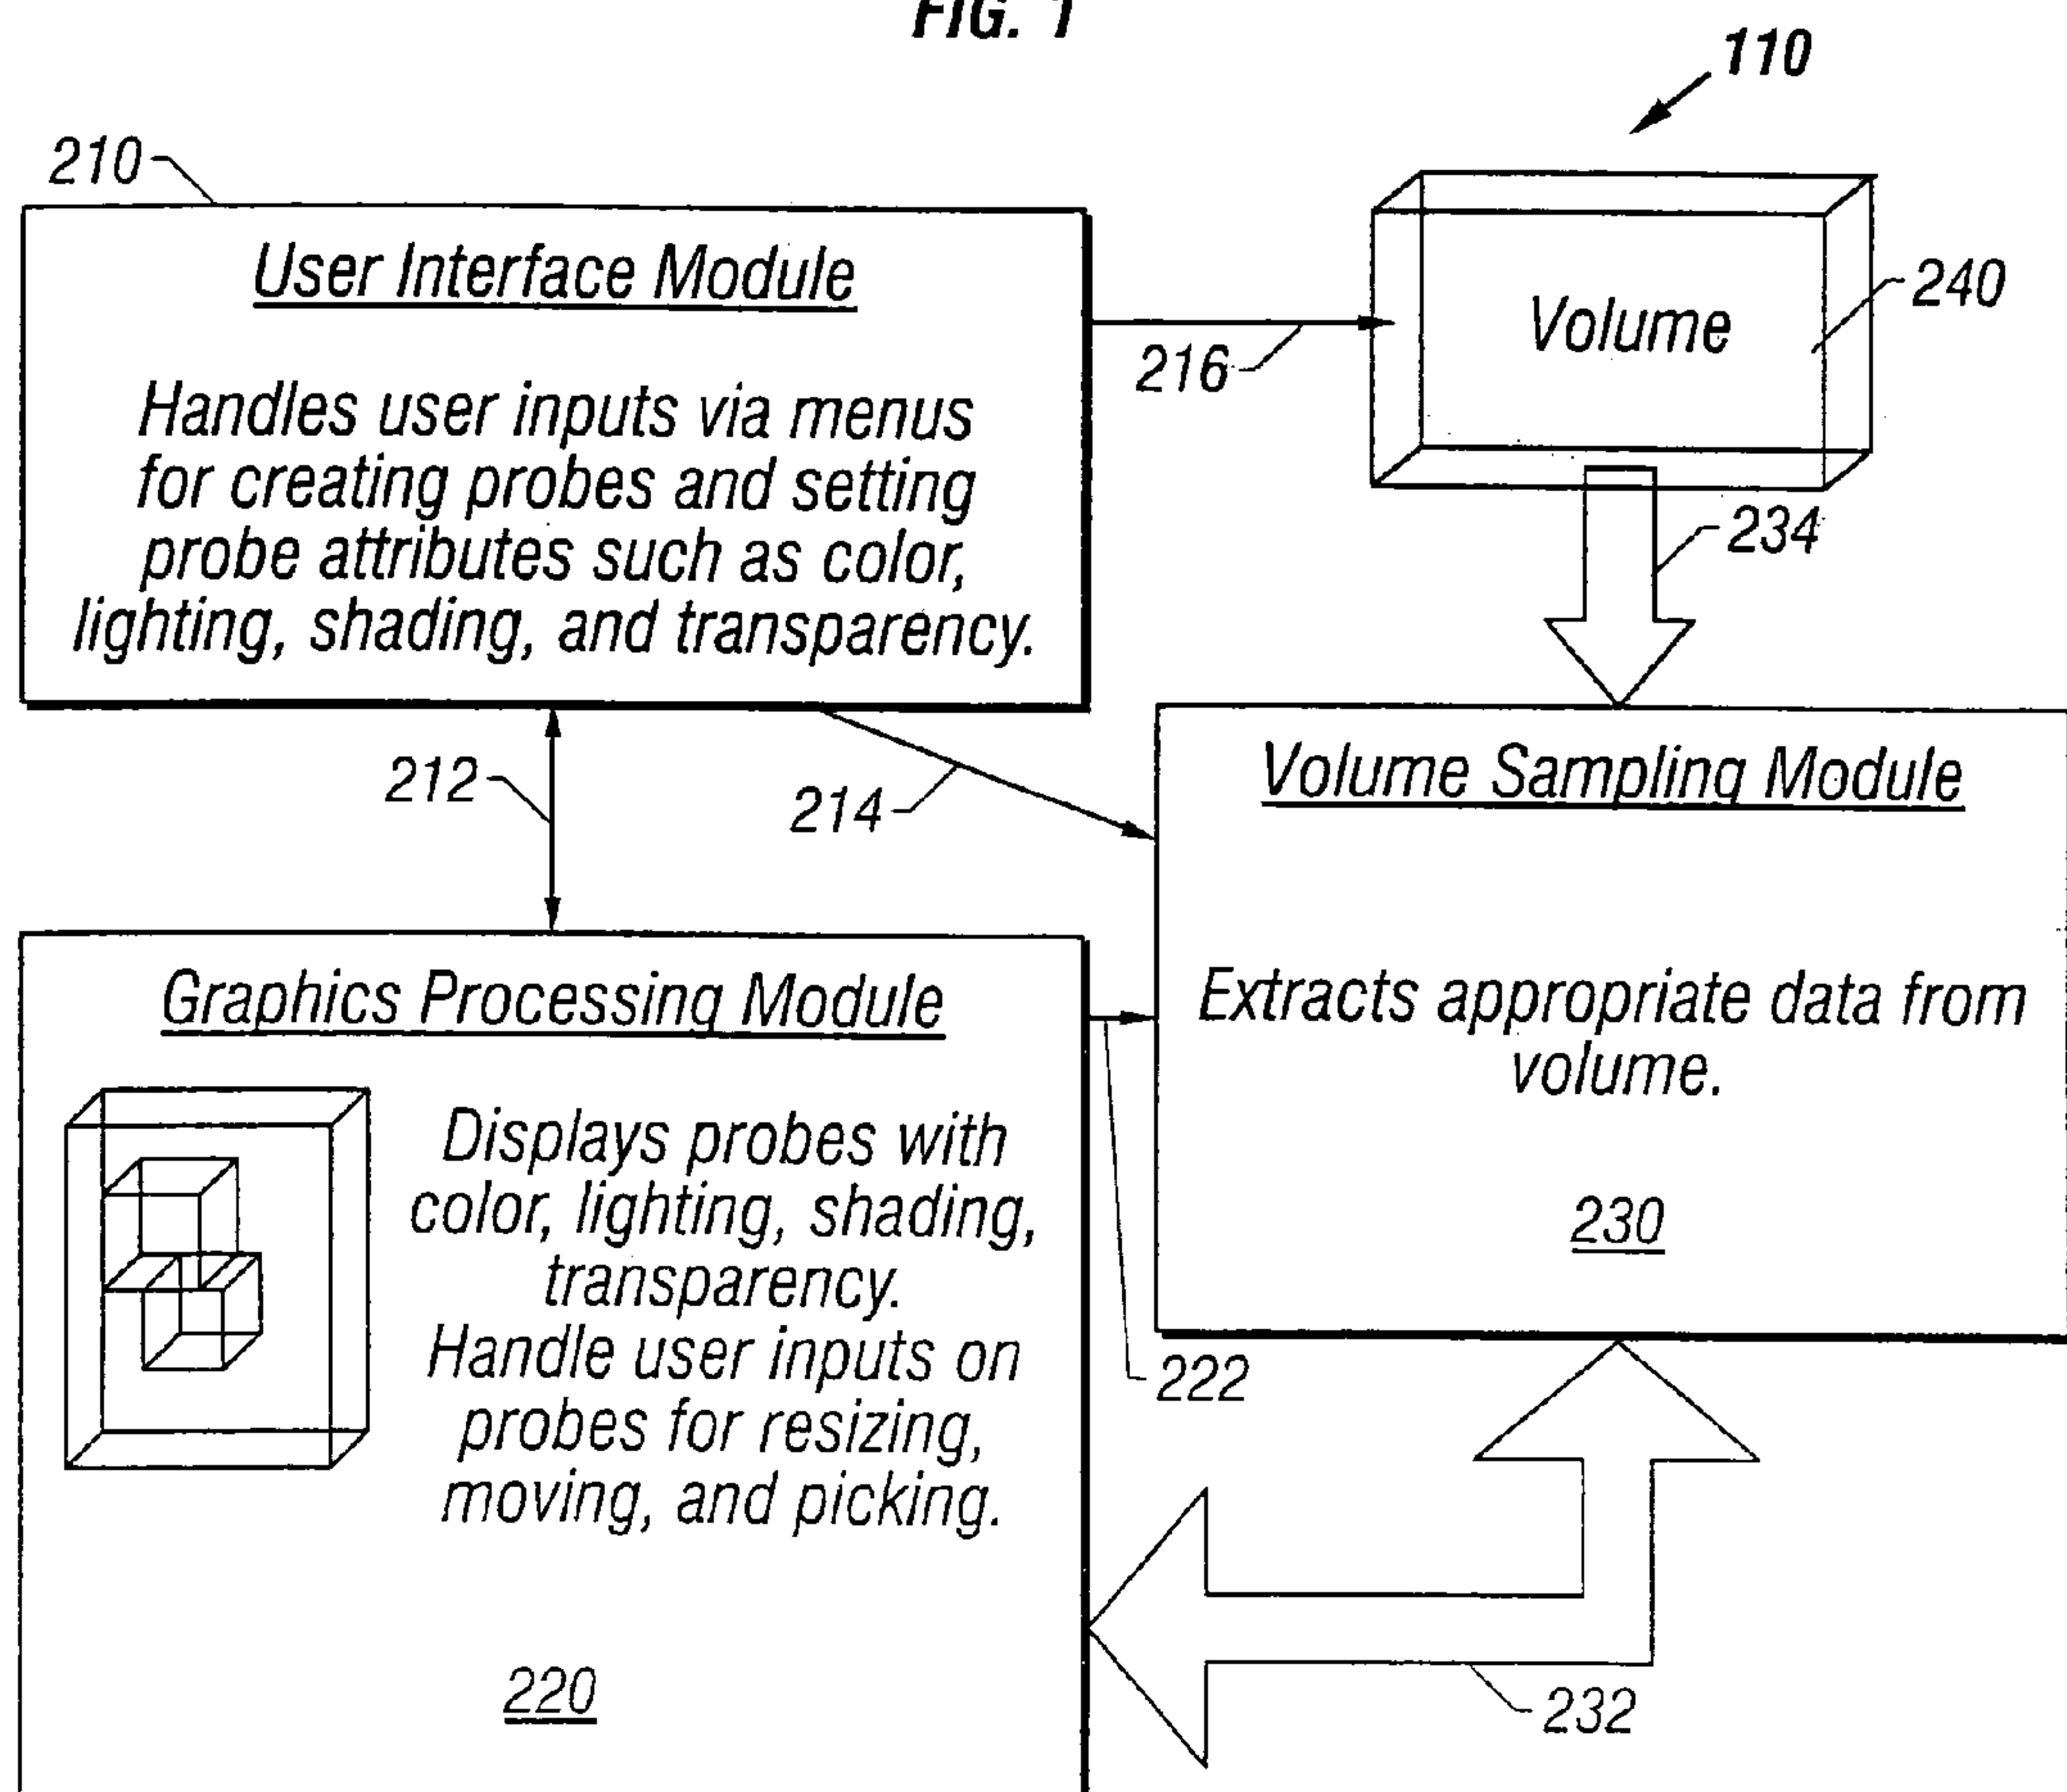 FIG. 1
110
210
User Interface Module
Handles user inputs via menus
for creating probes and setting
probe attributes such as color,
lighting, shading, and transparency.
216
Volume
240
234
212
214
Volume Sampling Module
Extracts appropriate data from
volume.
230
Graphics Processing Module
Displays probes with
color, lighting, shading,
transparency.
Handle user inputs on
probes for resizing,
moving, and picking.
220
222
232